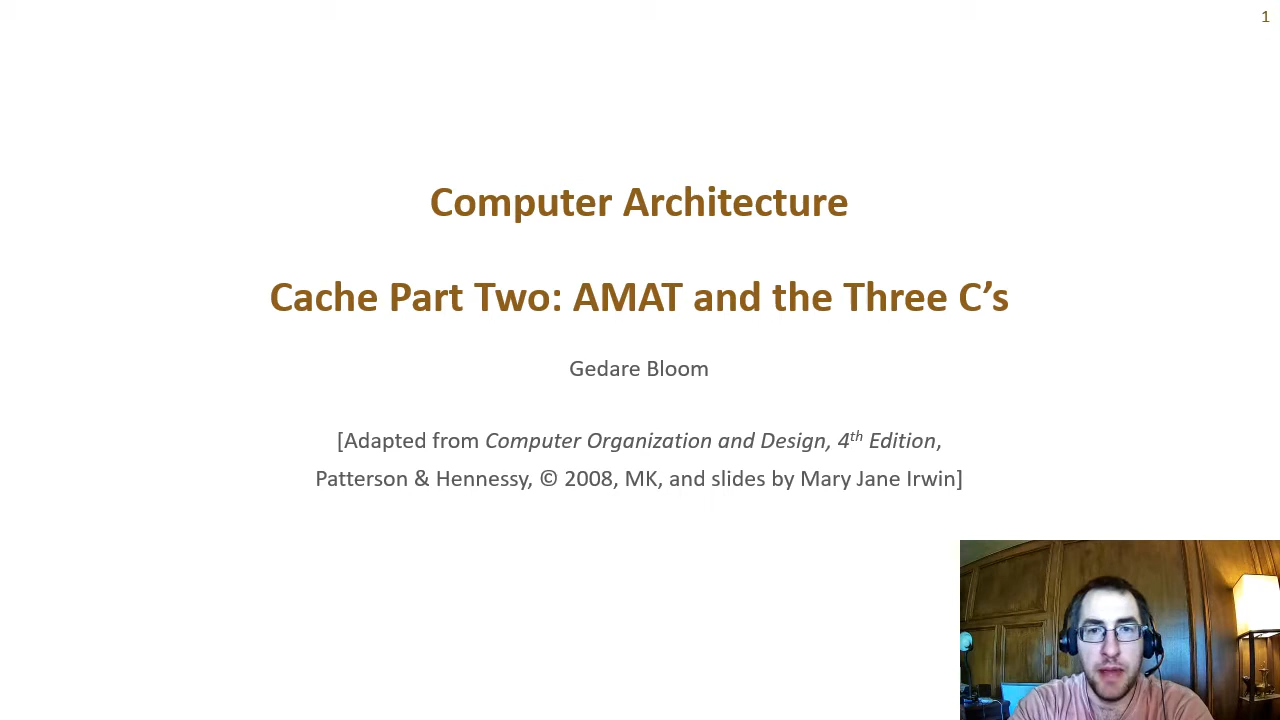 1
Computer Architecture
Cache Part Two: AMAT and the Three C’s
Gedare Bloom
[Adapted from Computer Organization and Design, 4th Edition,
Patterson & Hennessy, © 2008, MK, and slides by Mary Jane Irwin]